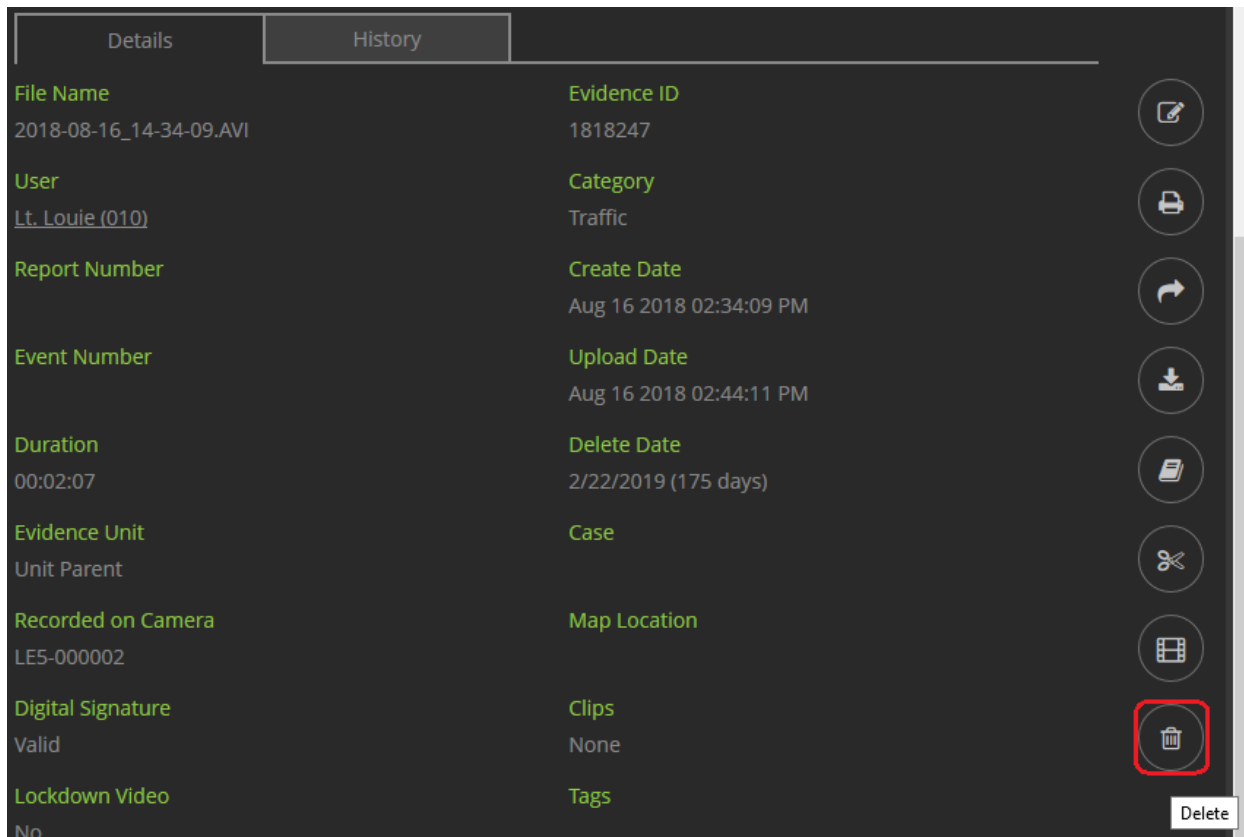 Details
History
File Name
2018-08-16_14-34-09.AVI
Evidence ID
1818247
User
Lt. Louie (010)
Category
Traffic
Report Number
Create Date
Aug 16 2018 02:34:09 PM
Event Number
Upload Date
Aug 16 2018 02:44:11 PM
Duration
00:02:07
Delete Date
2/22/2019 (175 days)
Evidence Unit
Unit Parent
Case
Recorded on Camera
LE5-000002
Map Location
Digital Signature
Valid
Clips
None
Lockdown Video
No
Tags
Delete